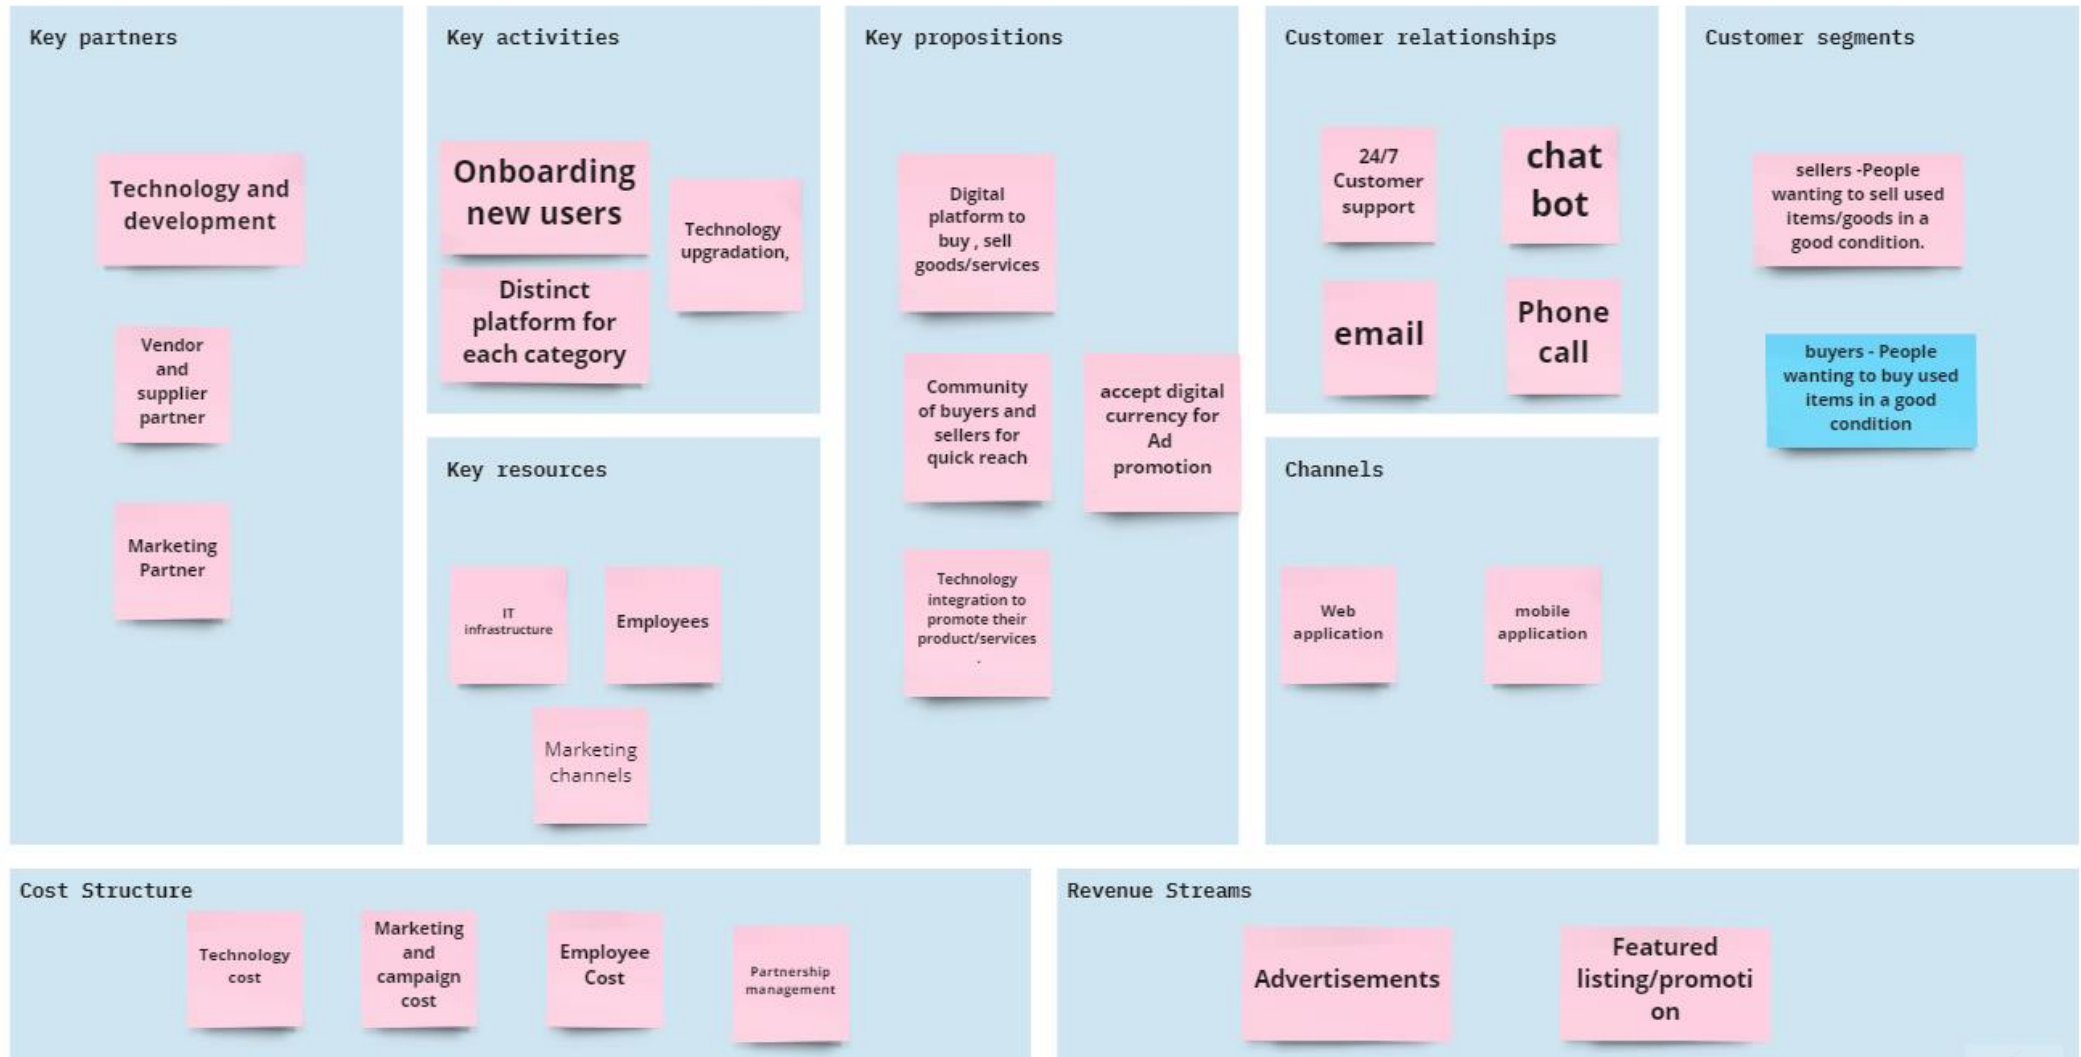 Key partners
Technology and
development
Vendor
and
supplier
partner
Marketing
Partner
Key activities
Onboarding
new users
Technology
upgradation,
Distinct
platform for
each category
Key resources
IT
infrastructure
Employees
Marketing
channels
Key propositions
Digital
platform to
buy , sell
goods/services
Community
of buyers and
sellers for
quick reach
accept digital
currency for
Ad
promotion
Technology
integration to
promote their
product/services
.
Customer relationships
24/7
Customer
support
chat
bot
email
Phone
call
Channels
Web
application
mobile
application
Customer segments
sellers -People
wanting to sell used
items/goods in a
good condition.
buyers - People
wanting to buy used
items in a good
condition
Cost Structure
Technology
cost
Marketing
and
campaign
cost
Employee
Cost
Partnership
management
Revenue Streams
Advertisements
Featured
listing/promoti
on